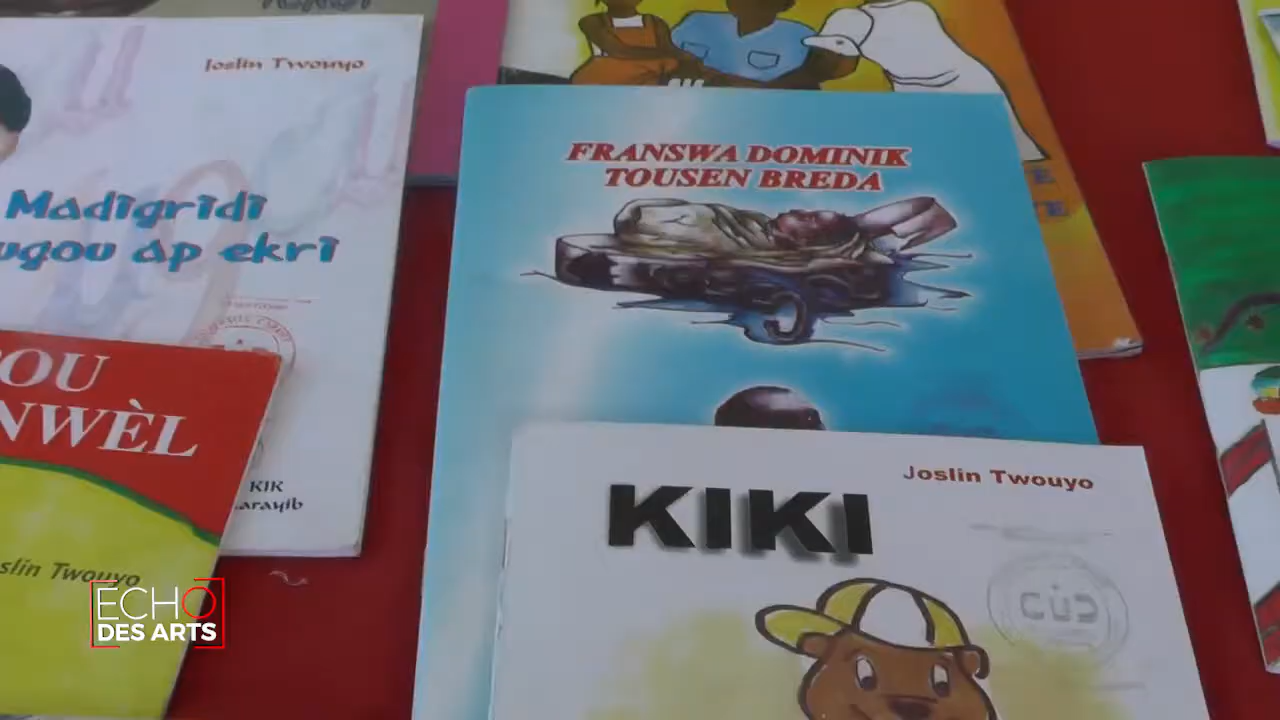 Joslin Twouyo
Madigridi
ugou ap ekri
OU
NWÈL
KIK
arayib
slin Twouyo
FRANSWA DOMINIK
TOUSEN BREDA
KIKI
Joslin Twouyo
ECHO
DES ARTS